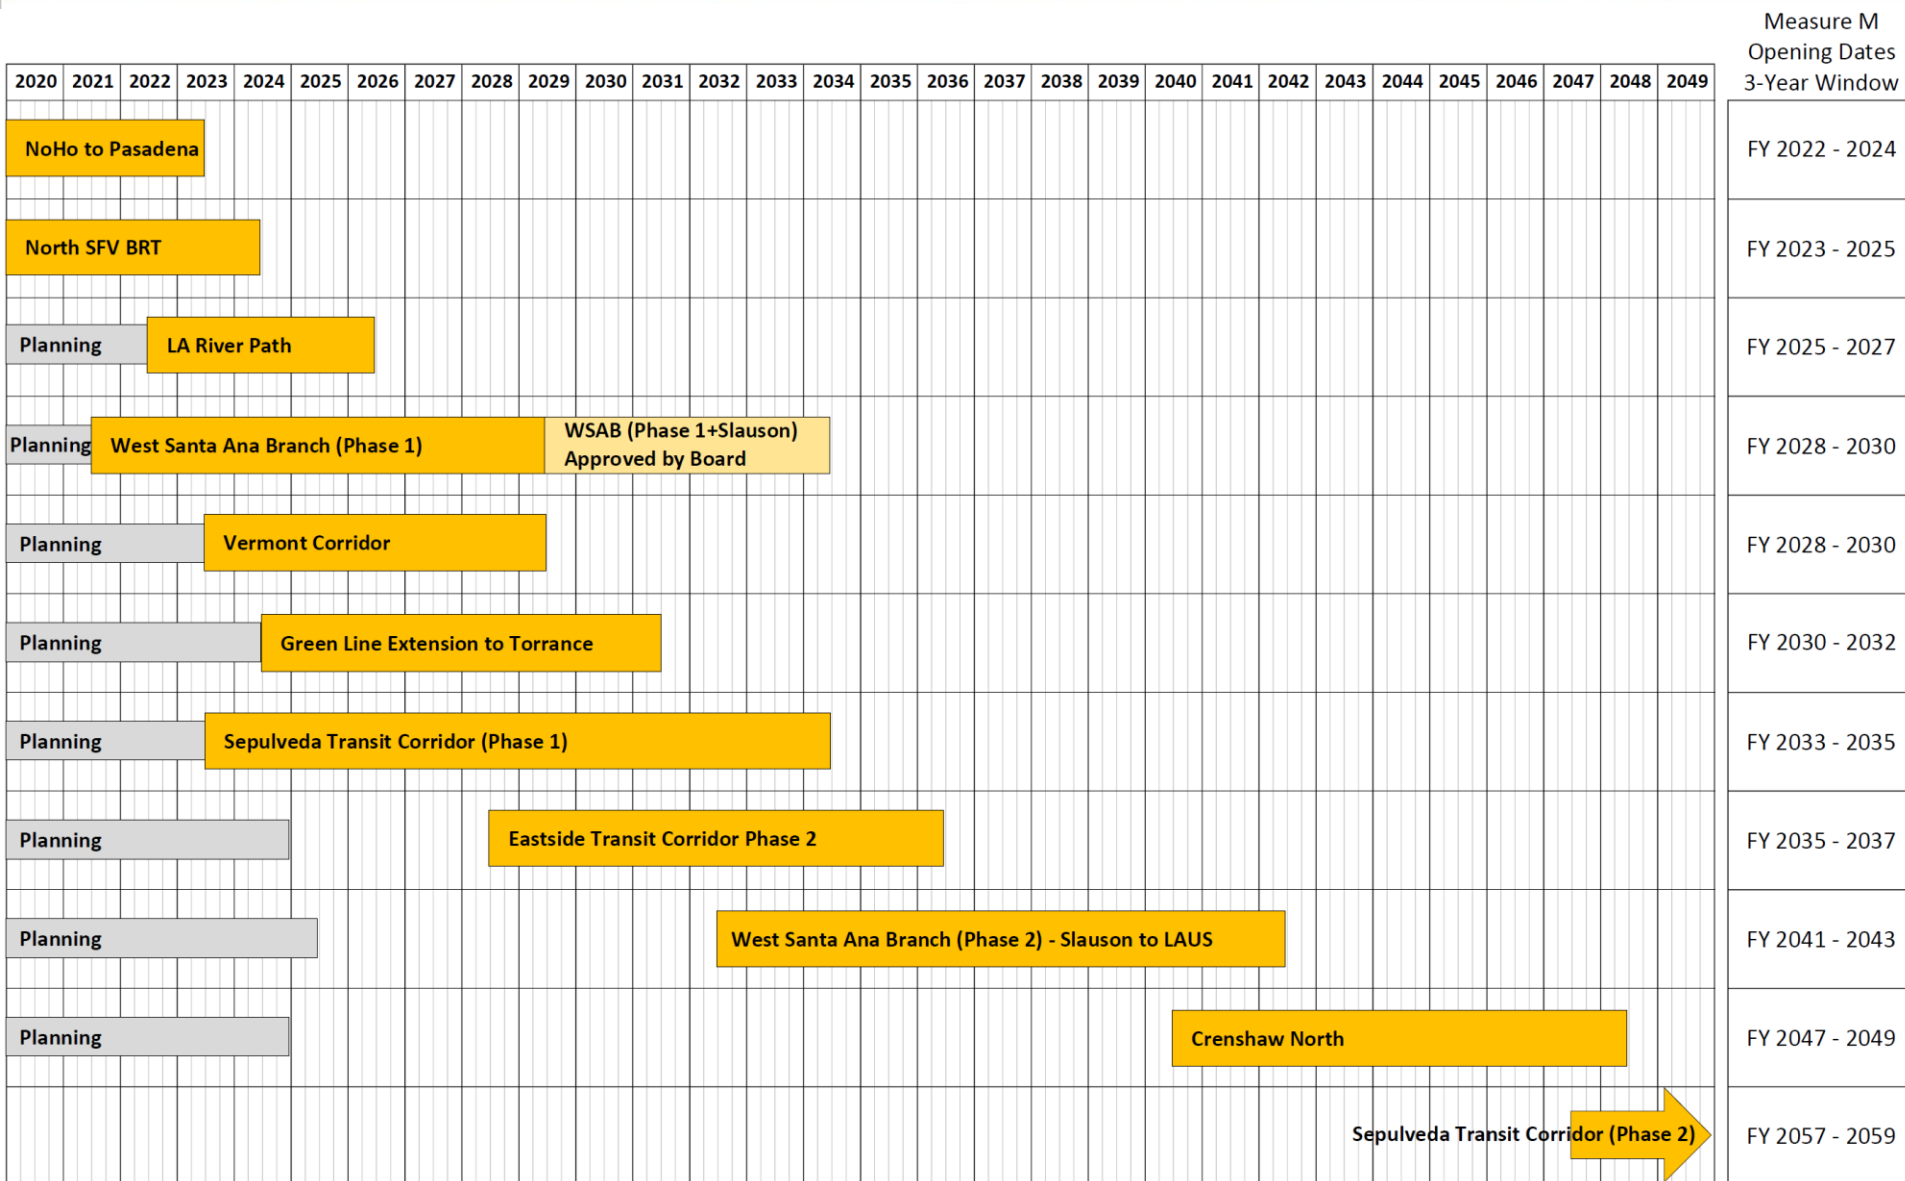 Measure M
Opening Dates
3-Year Window
2020 2021 2022 2023 2024 2025 2026 2027 2028 2029 2030 2031 2032 2033 2034 2035 2036 2037 2038 2039 2040 2041 2042 2043 2044 2045 2046 2047 2048 2049
NoHo to Pasadena FY 2022 - 2024
North SFV BRT FY 2023 - 2025
Planning LA River Path FY 2025 - 2027
Planning West Santa Ana Branch (Phase 1) FY 2028 - 2030
WSAB (Phase 1+Slauson)
Approved by Board
Planning Vermont Corridor FY 2028 - 2030
Planning Green Line Extension to Torrance FY 2030 - 2032
Planning Sepulveda Transit Corridor (Phase 1) FY 2033 - 2035
Planning Eastside Transit Corridor Phase 2 FY 2035 - 2037
Planning West Santa Ana Branch (Phase 2) - Slauson to LAUS FY 2041 - 2043
Planning Crenshaw North FY 2047 - 2049
Sepulveda Transit Corridor (Phase 2) FY 2057 - 2059